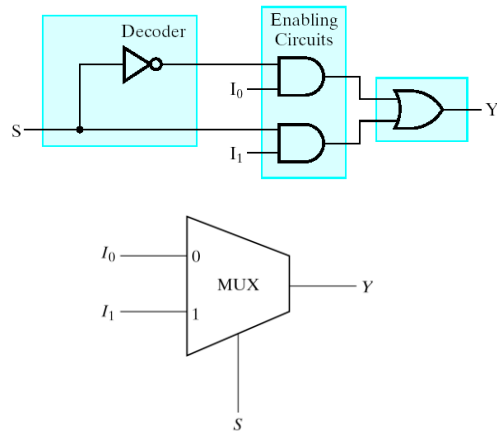 Decoder
Enabling
Circuits
I0
S
Y
I1
I0
0
MUX
Y
I1
1
S